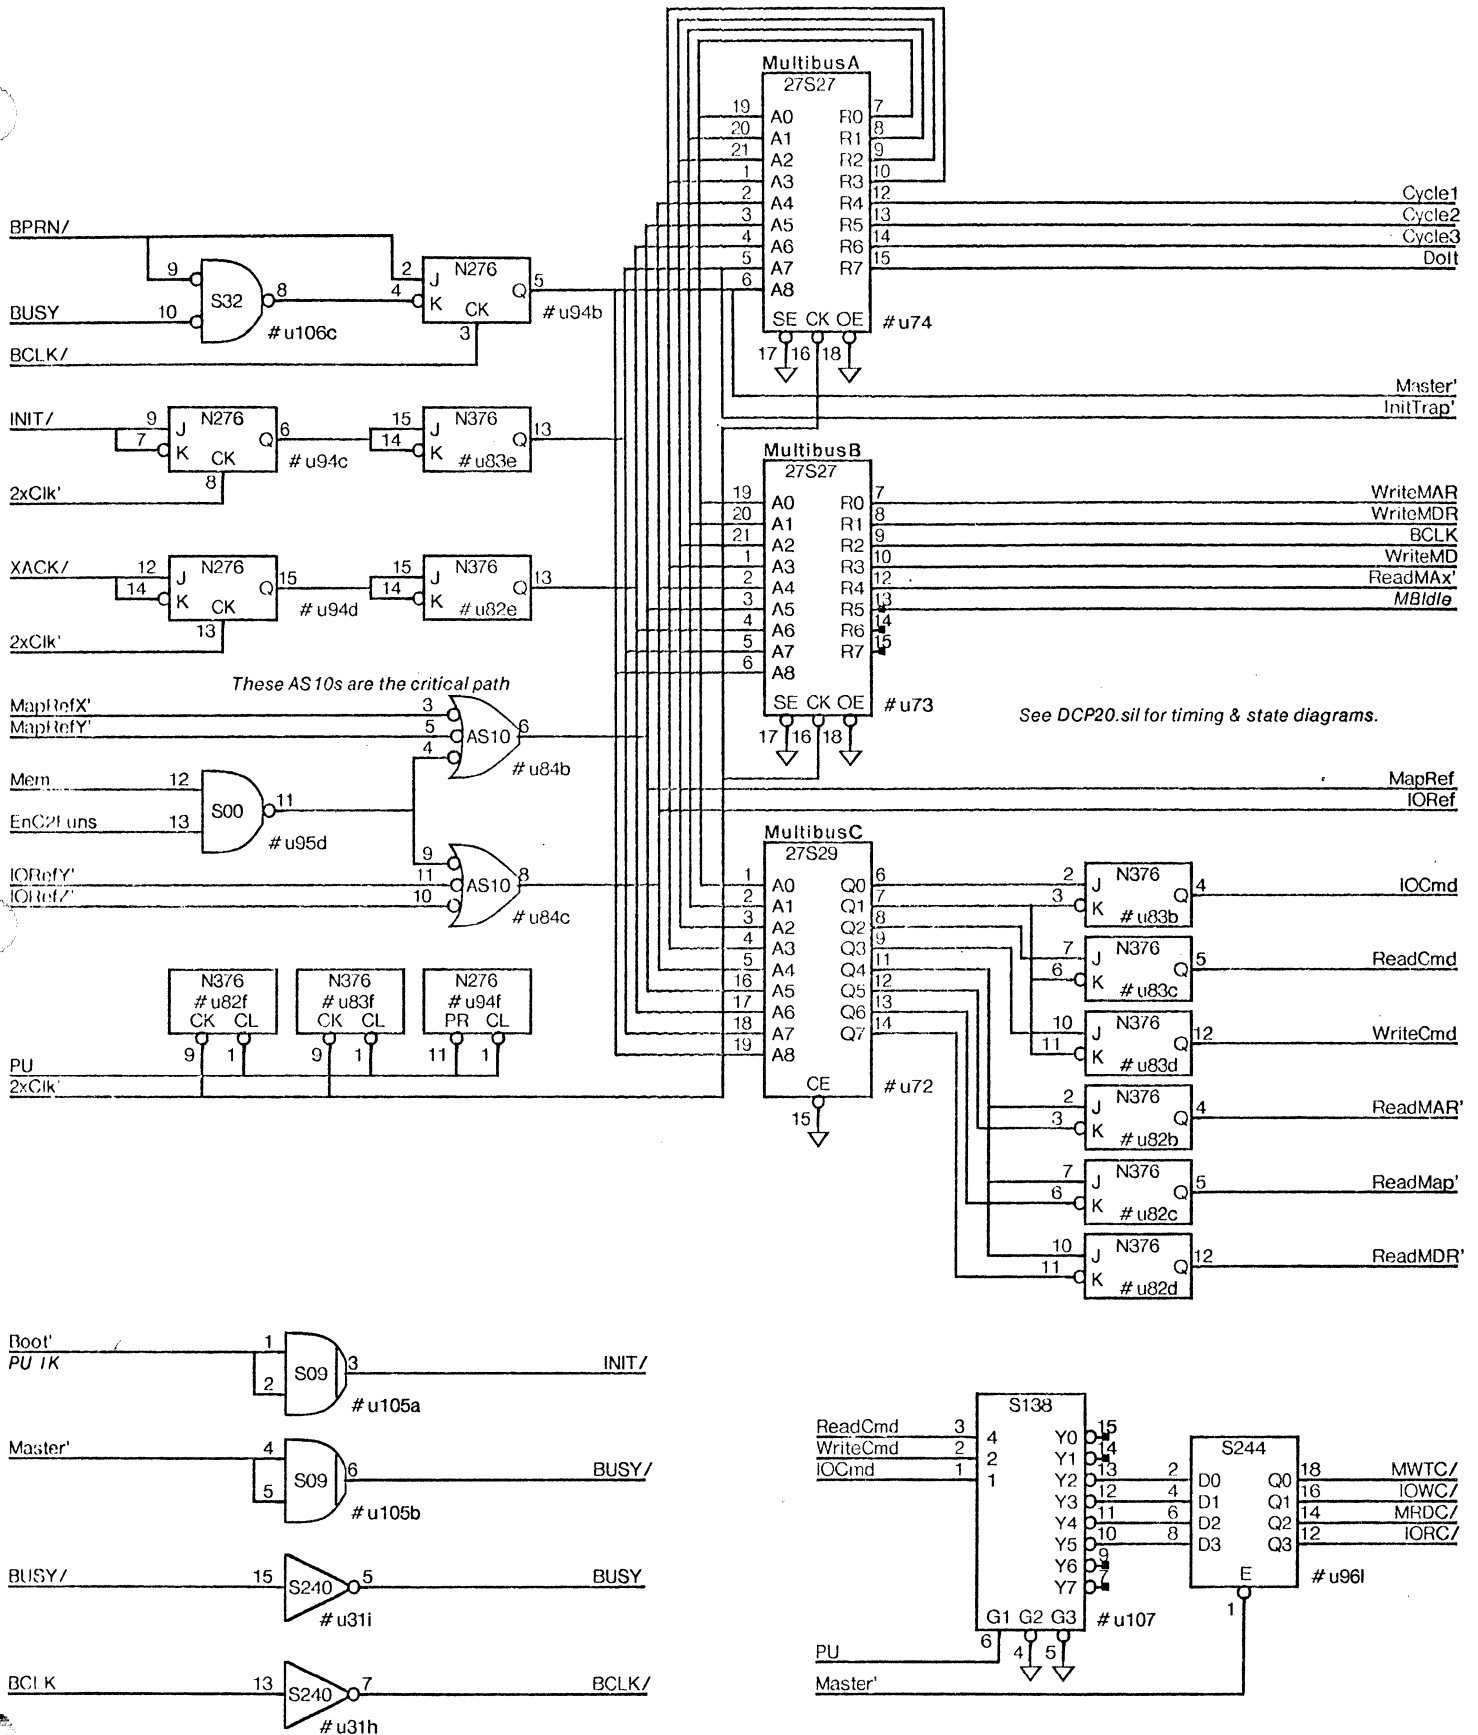 MultibusA
27S27
19 A0 R0 7
20 A1 R1 8
21 A2 R2 9
1 A3 R3 10
2 A4 R4 12 Cycle1
3 A5 R5 13 Cycle2
4 A6 R6 14 Cycle3
5 A7 R7 15 DoIt
6 A8
SE CK OE #u74
17 16 18
BPRN/
9
S32
8
BUSY 10
#u106c
BCLK/
2 J N276
4 K Q 5
CK
3
#u94b
Master'
InitTrap'
INIT/ 9 J N276
7 K Q 6
CK
8
#u94c
15 J N376
14 K Q 13
#u83e
2xClk'
MultibusB
27S27
19 A0 R0 7 WriteMAR
20 A1 R1 8 WriteMDR
21 A2 R2 9 BCLK
1 A3 R3 10 WriteMD
2 A4 R4 12 ReadMAx'
3 A5 R5 13 MBIdle
4 A6 R6 14
5 A7 R7 15
6 A8
SE CK OE #u73
17 16 18
XACK/ 12 J N276
14 K Q 15
CK
13
#u94d
15 J N376
14 K Q 13
#u82e
2xClk'
These AS10s are the critical path
MapRefX' 3
MapRefY' 5 AS10 6
4
#u84b
See DCP20.sil for timing & state diagrams.
Mem 12
S00 11
EnC2Funs 13
#u95d
MapRef
IORef
9
IORefY' 11 AS10 8
IORefZ' 10
#u84c
MultibusC
27S29
1 A0 Q0 6
2 A1 Q1 7
3 A2 Q2 8
4 A3 Q3 9
5 A4 Q4 11
16 A5 Q5 12
17 A6 Q6 13
18 A7 Q7 14
19 A8
CE #u72
15
2 J N376
3 K Q 4 IOCmd
#u83b
7 J N376
6 K Q 5 ReadCmd
#u83c
10 J N376
11 K Q 12 WriteCmd
#u83d
2 J N376
3 K Q 4 ReadMAR'
#u82b
7 J N376
6 K Q 5 ReadMap'
#u82c
10 J N376
11 K Q 12 ReadMDR'
#u82d
N376 N376 N276
#u82f #u83f #u94f
CK CL CK CL PR CL
9 1 9 1 11 1
PU
2xClk'
Boot' 1
PU 1K
S09 3 INIT/
2
#u105a
Master' 4
S09 6 BUSY/
5
#u105b
BUSY/ 15 S240 5 BUSY
#u31i
BCLK 13 S240 7 BCLK/
#u31h
S138
ReadCmd 3 4 Y0 15
WriteCmd 2 2 Y1 14
IOCmd 1 1 Y2 13
Y3 12
Y4 11
Y5 10
Y6 9
Y7 7
G1 G2 G3 #u107
6 4 5
PU
Master'
S244
2 D0 Q0 18 MWTC/
4 D1 Q1 16 IOWC/
6 D2 Q2 14 MRDC/
8 D3 Q3 12 IORC/
E #u96l
1